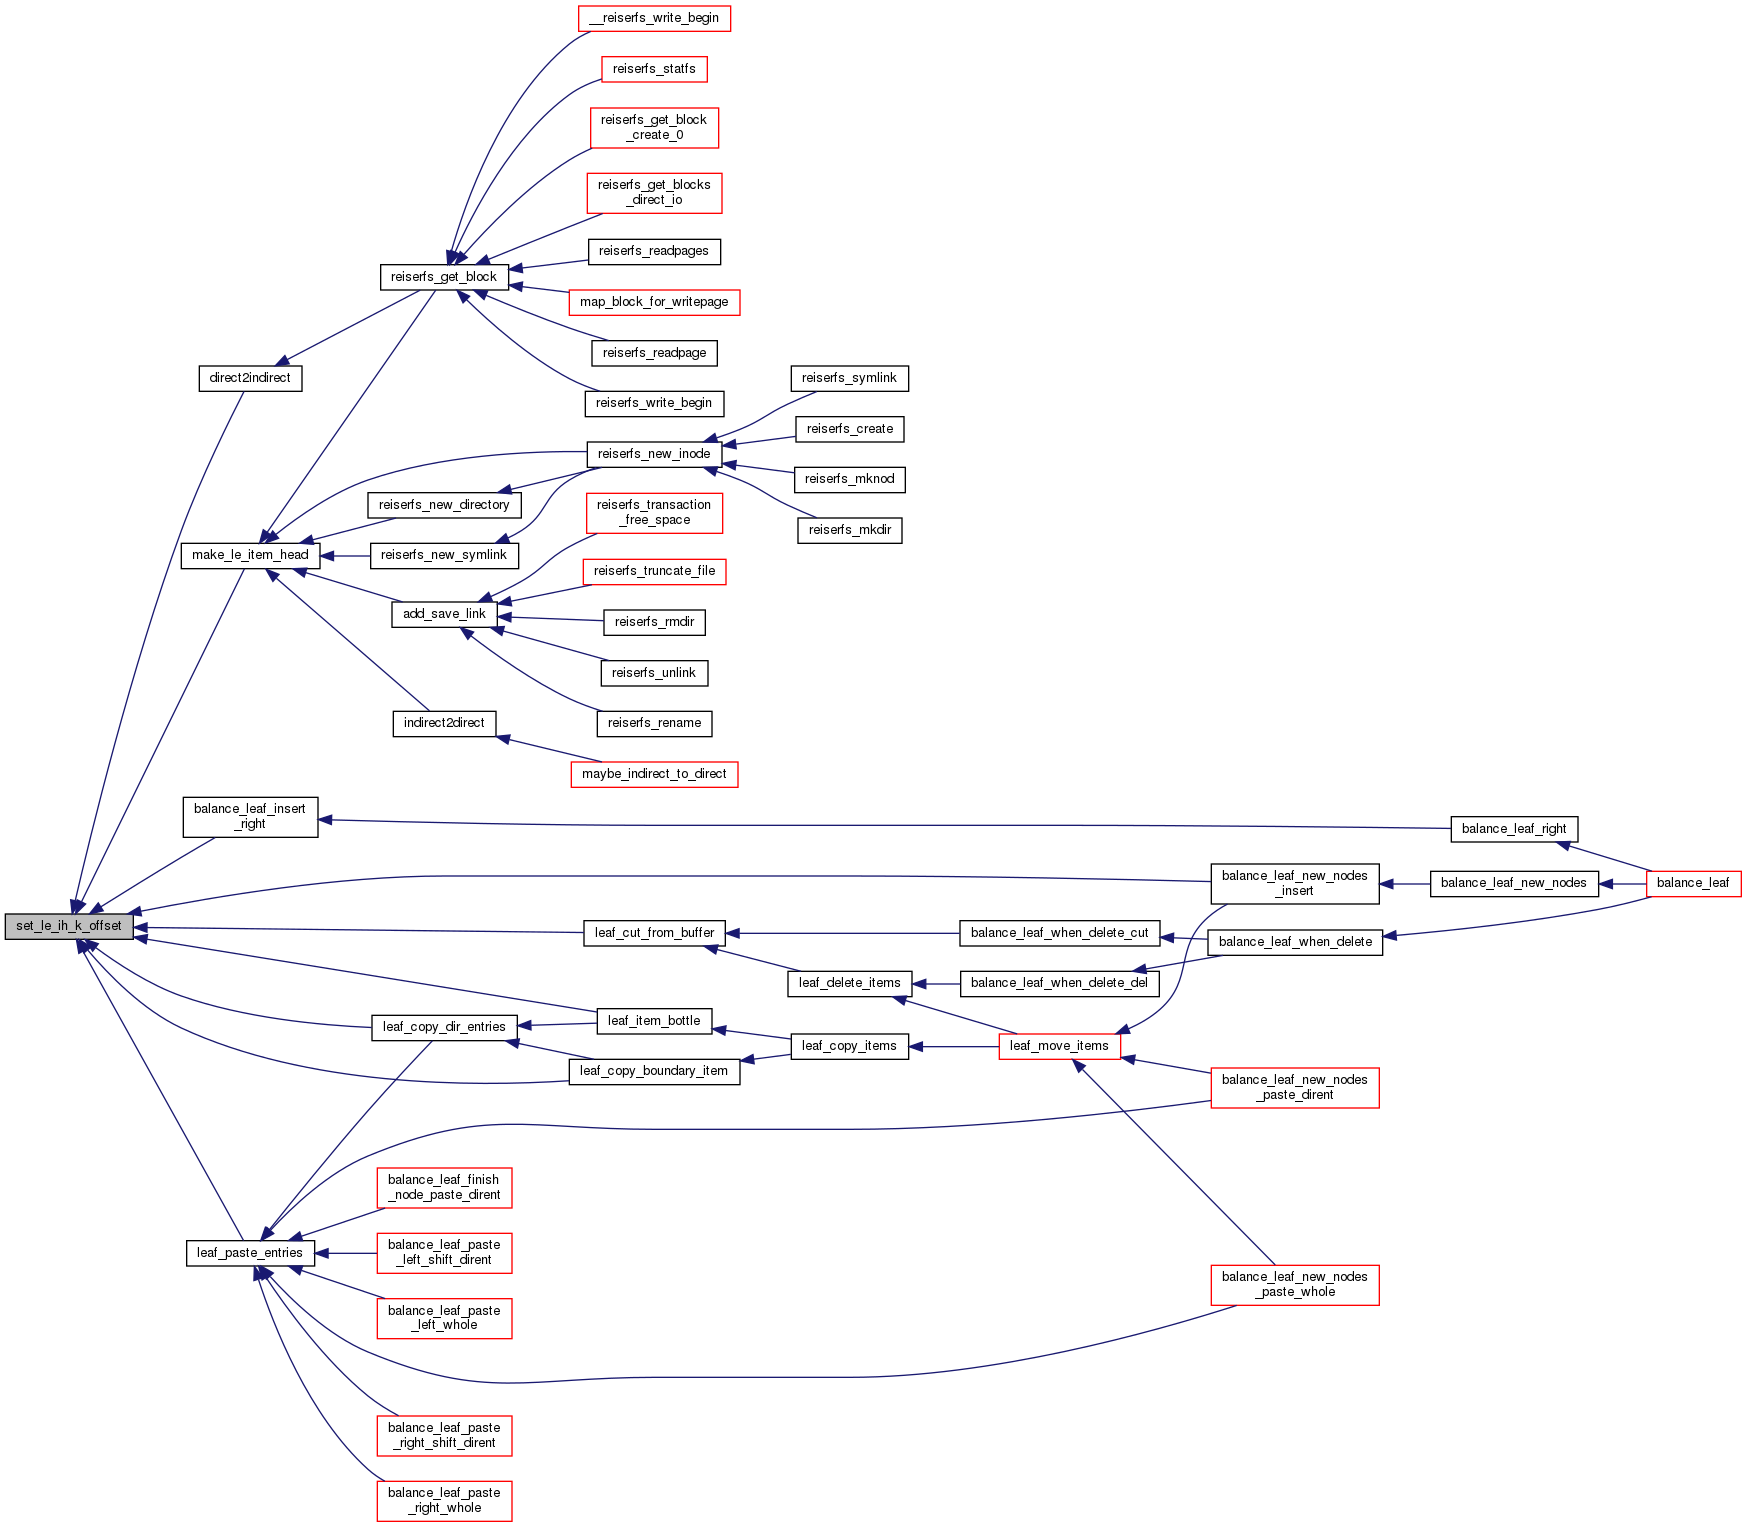 __reiserfs_write_begin
reiserfs_statfs
reiserfs_get_block
_create_0
reiserfs_get_blocks
_direct_io
reiserfs_readpages
reiserfs_get_block
map_block_for_writepage
reiserfs_readpage
direct2indirect
reiserfs_symlink
reiserfs_write_begin
reiserfs_create
reiserfs_new_inode
reiserfs_mknod
reiserfs_new_directory
reiserfs_transaction
_free_space
reiserfs_mkdir
make_le_item_head
reiserfs_new_symlink
reiserfs_truncate_file
add_save_link
reiserfs_rmdir
reiserfs_unlink
indirect2direct
reiserfs_rename
maybe_indirect_to_direct
balance_leaf_insert
_right
balance_leaf_right
balance_leaf_new_nodes
_insert
balance_leaf_new_nodes
balance_leaf
set_le_ih_k_offset
leaf_cut_from_buffer
balance_leaf_when_delete_cut
balance_leaf_when_delete
leaf_delete_items
balance_leaf_when_delete_del
leaf_copy_dir_entries
leaf_item_bottle
leaf_copy_items
leaf_move_items
leaf_copy_boundary_item
balance_leaf_new_nodes
_paste_dirent
balance_leaf_finish
_node_paste_dirent
leaf_paste_entries
balance_leaf_paste
_left_shift_dirent
balance_leaf_new_nodes
_paste_whole
balance_leaf_paste
_left_whole
balance_leaf_paste
_right_shift_dirent
balance_leaf_paste
_right_whole